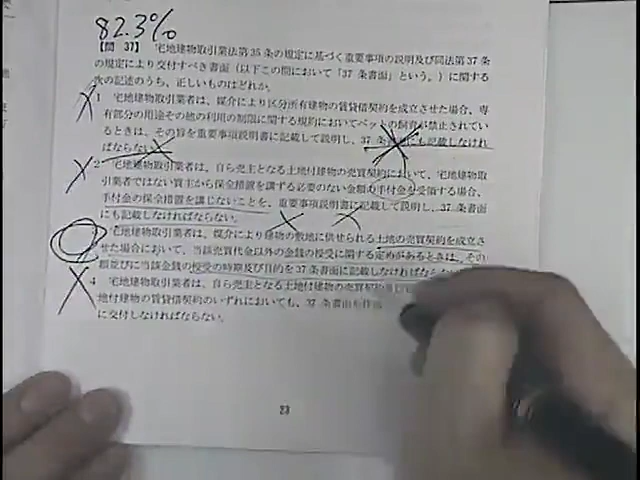 82.3%
【問 37】 宅地建物取引業法第35条の規定に基づく重要事項の説明及び同法第37条
の規定により交付すべき書面(以下この問において「37条書面」という。)に関する
次の記述のうち、正しいものはどれか。
1 宅地建物取引業者は、媒介により区分所有建物の賃貸借契約を成立させた場合、専
有部分の用途その他の利用の制限に関する規約においてペットの飼育が禁止されてい
るときは、その旨を重要事項説明書に記載して説明し、37条書面にも記載しなけれ
ばならない。
2 宅地建物取引業者は、自ら売主となる土地付建物の売買契約において、宅地建物取
引業者ではない買主から保全措置を講ずる必要のない金額の手付金を受領する場合、
手付金の保全措置を講じないことを、重要事項説明書に記載して説明し、37条書面
にも記載しなければならない。
宅地建物取引業者は、媒介により建物の敷地に供せられる土地の売買契約を成立さ
せた場合において、当該売買代金以外の金銭の授受に関する定めがあるときは、その
額並びに当該金銭の授受の時期及び目的を37条書面に記載しなければならない
4 宅地建物取引業者は、自ら売主となる土地付建物の売買契約
地付建物の賃貸借契約のいずれにおいても、37条書面を作成
に交付しなければならない。
23